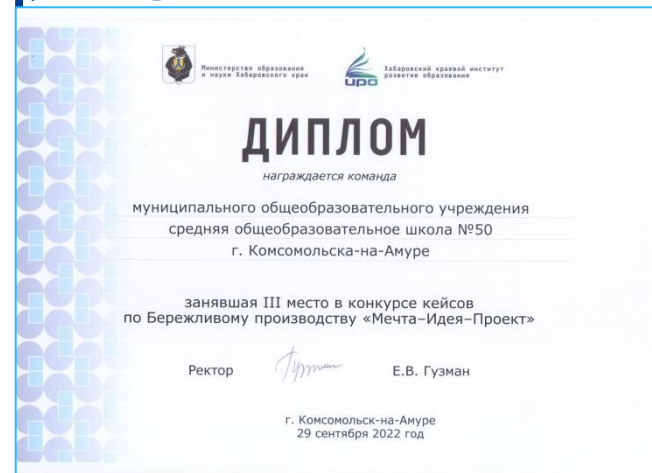 Министерство образования
и науки Хабаровского края
ипо
Хабаровский краевой институт
развития образования
ДИПЛОМ
награждается команда
муниципального общеобразовательного учреждения
средняя общеобразовательное школа №50
г. Комсомольска-на-Амуре
занявшая III место в конкурсе кейсов
по Бережливому производству «Мечта–Идея–Проект»
Ректор
Е.В. Гузман
г. Комсомольск-на-Амуре
29 сентября 2022 год